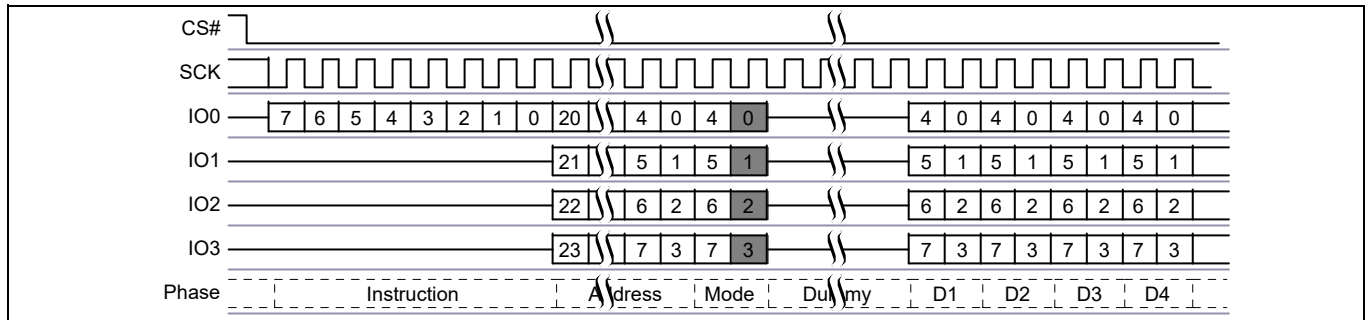 CS#
SCK
IO0 7 6 5 4 3 2 1 0 20 4 0 4 0 4 0 4 0 4 0 4 0
IO1 21 5 1 5 1 5 1 5 1 5 1 5 1
IO2 22 6 2 6 2 6 2 6 2 6 2 6 2
IO3 23 7 3 7 3 7 3 7 3 7 3 7 3
Phase Instruction Address Mode Dummy D1 D2 D3 D4